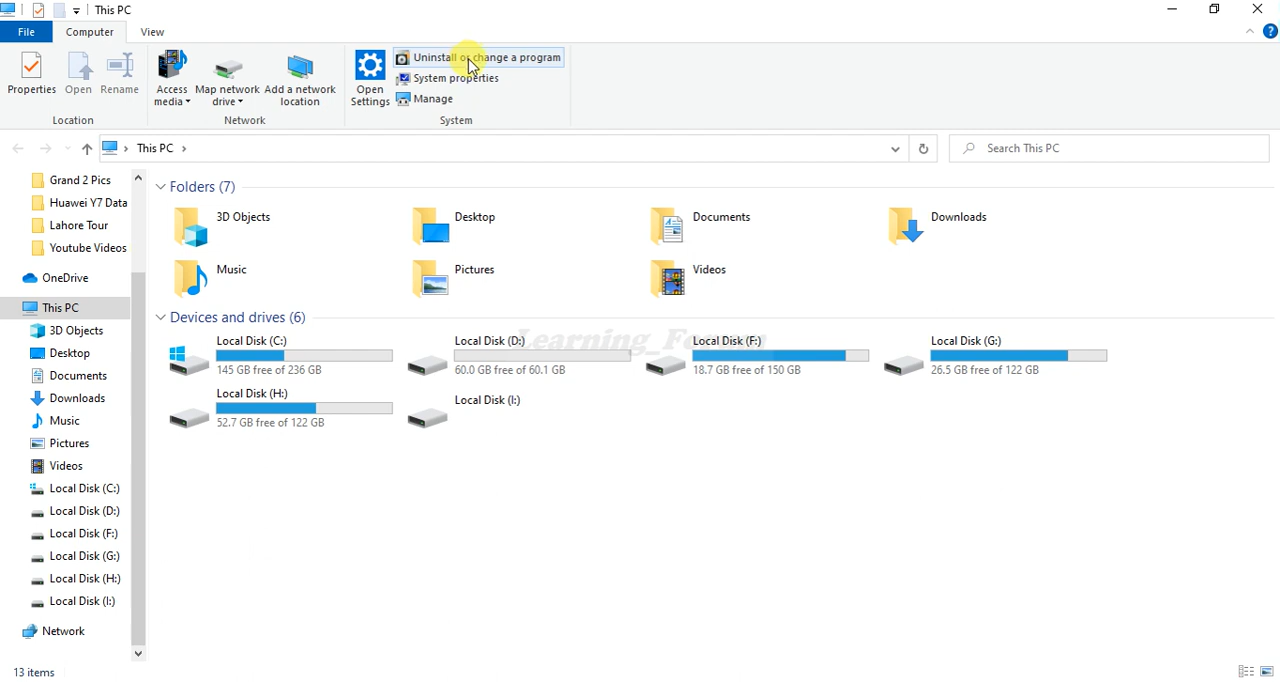 This PC
File Computer View
Uninstall or change a program
System properties
Manage
Properties Open Rename
Access media
Map network drive
Add a network location
Open Settings
Location Network System
This PC
Search This PC
Grand 2 Pics
Huawei Y7 Data
Lahore Tour
Youtube Videos
OneDrive
This PC
3D Objects
Desktop
Documents
Downloads
Music
Pictures
Videos
Local Disk (C:)
Local Disk (D:)
Local Disk (F:)
Local Disk (G:)
Local Disk (H:)
Local Disk (I:)
Network
Folders (7)
3D Objects Desktop Documents Downloads
Music Pictures Videos
Devices and drives (6)
Local Disk (C:)
145 GB free of 236 GB
Local Disk (D:)
60.0 GB free of 60.1 GB
Local Disk (F:)
18.7 GB free of 150 GB
Local Disk (G:)
26.5 GB free of 122 GB
Local Disk (H:)
52.7 GB free of 122 GB
Local Disk (I:)
13 items